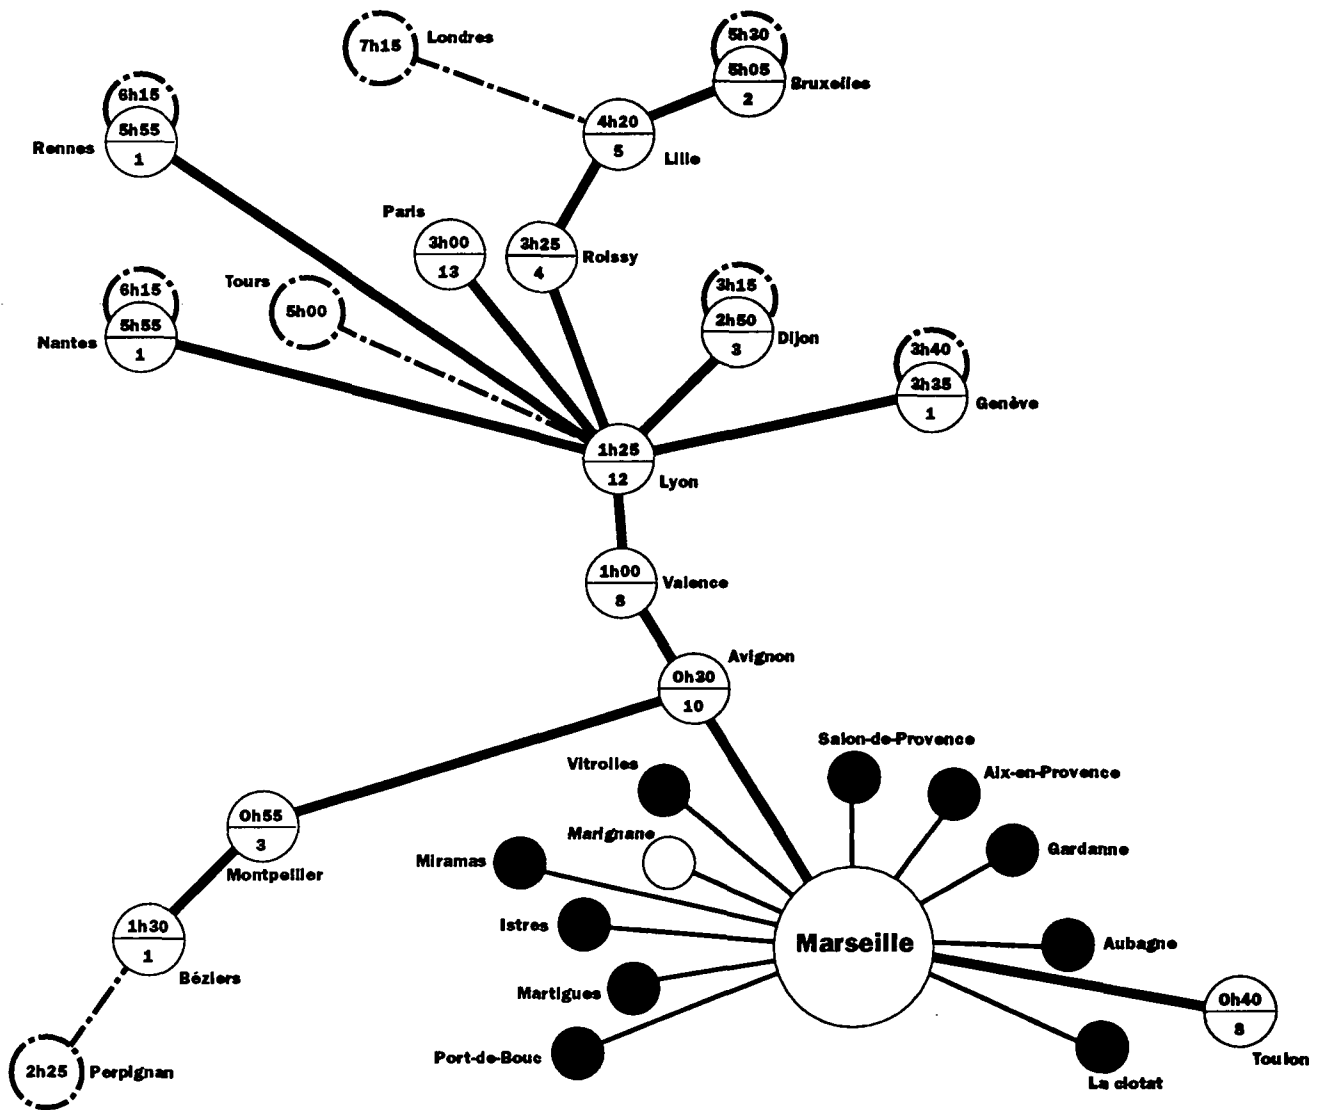 7h15
Londres
5h30
5h05
2
Bruxelles
6h15
5h55
1
Rennes
4h20
5
Lille
Paris
3h00
13
3h25
4
Roissy
Tours
5h00
6h15
5h55
1
Nantes
3h15
2h50
3
Dijon
3h40
3h35
1
Genève
1h25
12
Lyon
1h00
8
Valence
Avignon
0h30
10
Salon-de-Provence
Vitrolles
Aix-en-Provence
0h55
3
Montpellier
Marignane
Miramas
Gardanne
Istres
1h30
1
Béziers
Marseille
Aubagne
Martigues
0h40
8
Toulon
Port-de-Bouc
2h25
Perpignan
La ciotat